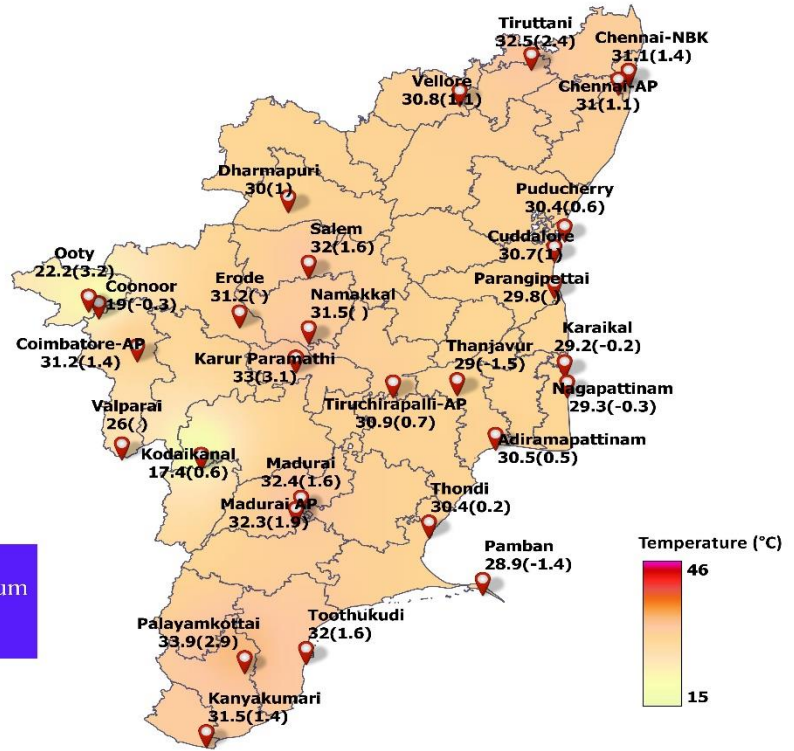 Tiruttani
32.5(2.4)
Chennai-NBK
31.1(1.4)
Vellore
30.8(1.1)
Chennai-AP
31(1.1)
Dharmapuri
30(1)
Puducherry
30.4(0.6)
Salem
32(1.6)
Cuddalore
30.7(1)
Ooty
22.2(3.2)
Coonoor
19(-0.3)
Erode
31.2( )
Namakkal
31.5( )
Parangipettai
29.8( )
Coimbatore-AP
31.2(1.4)
Karur Paramathi
33(3.1)
Thanjavur
29(-1.5)
Karaikal
29.2(-0.2)
Tiruchirapalli-AP
30.9(0.7)
Nagapattinam
29.3(-0.3)
Valparai
26( )
Kodaikanal
17.4(0.6)
Adiramapattinam
30.5(0.5)
Madurai
32.4(1.6)
Madurai AP
32.3(1.9)
Thondi
30.4(0.2)
Pamban
28.9(-1.4)
Temperature (°C)
46
15
um
Palayamkottai
33.9(2.9)
Toothukudi
32(1.6)
Kanyakumari
31.5(1.4)